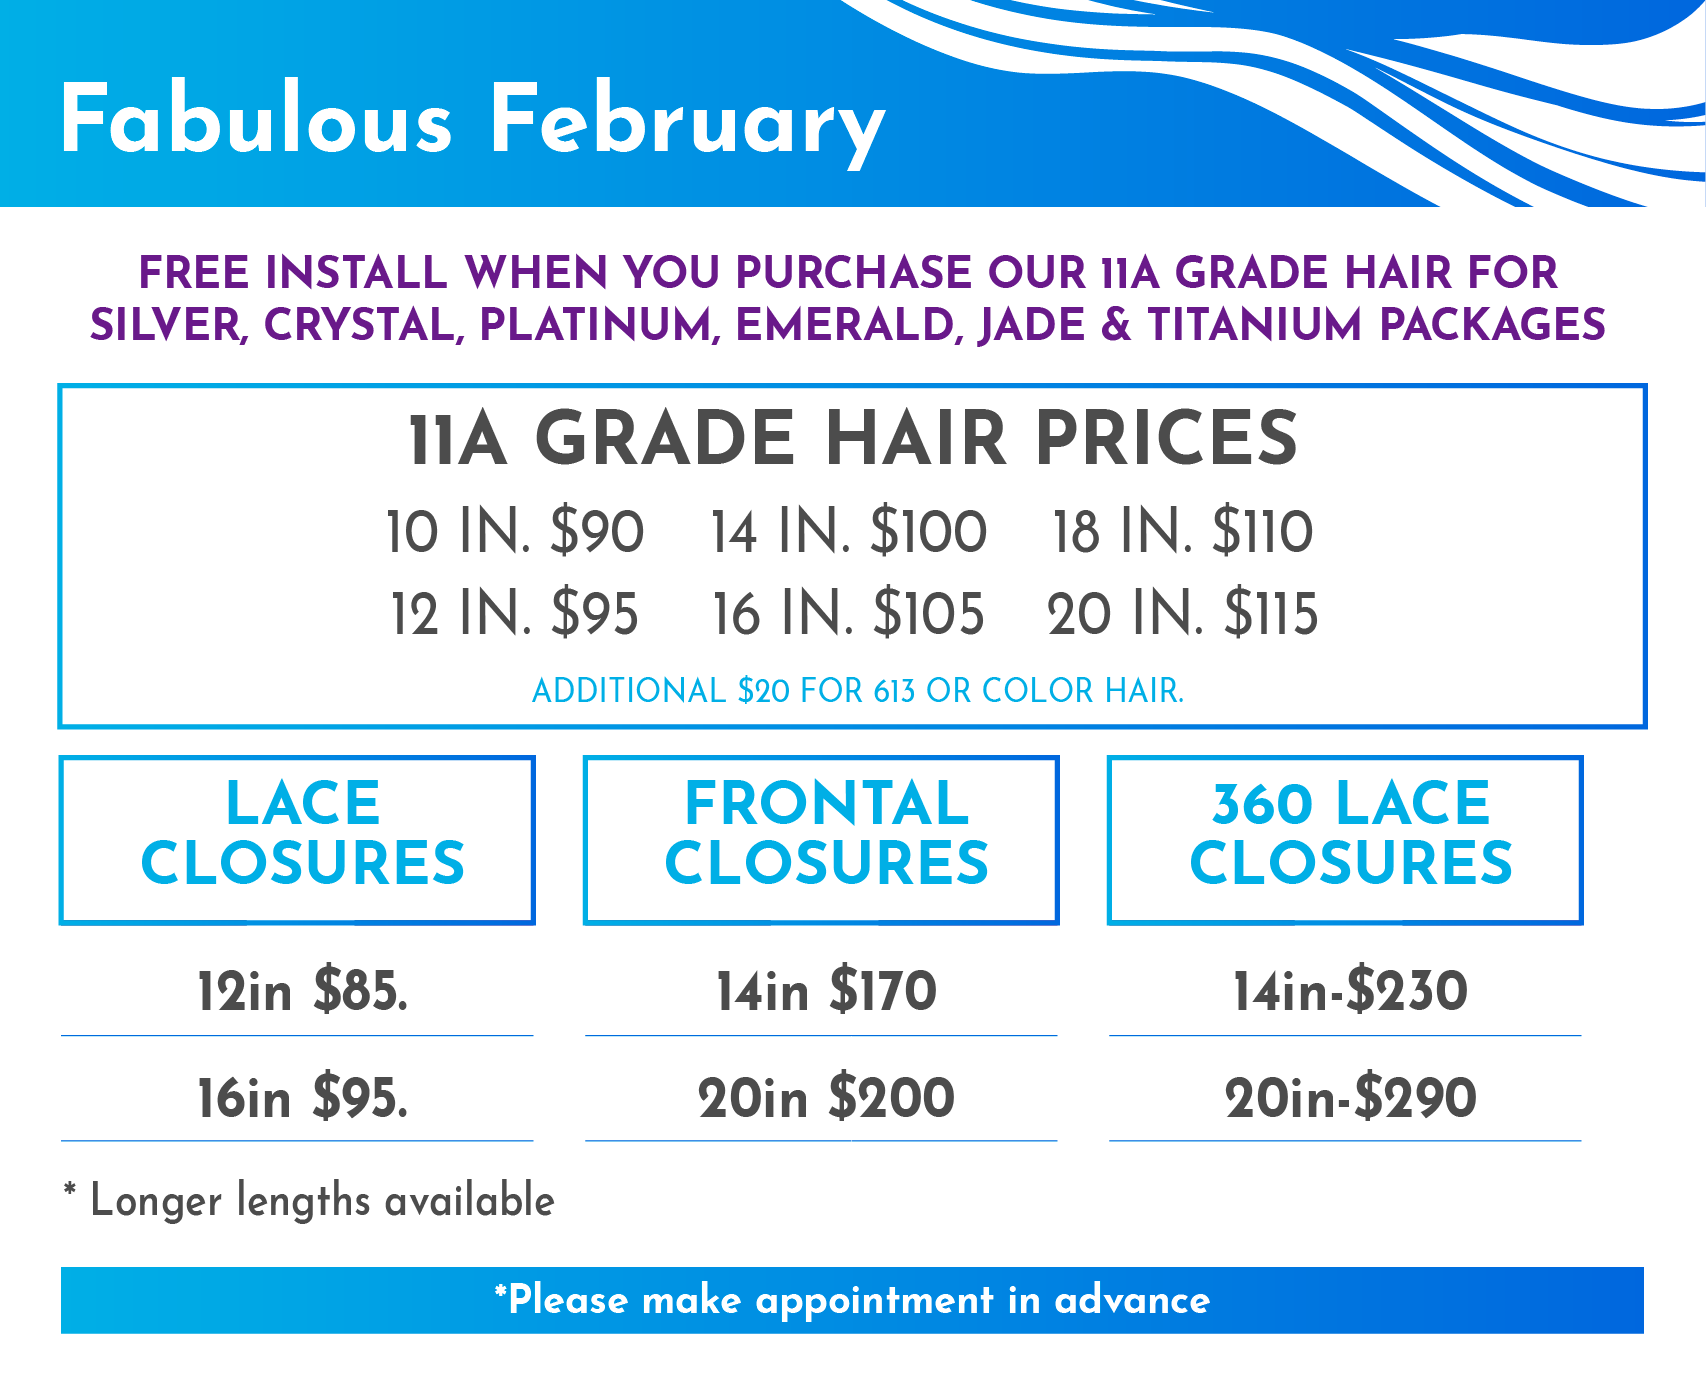 Fabulous February
FREE INSTALL WHEN YOU PURCHASE OUR 11A GRADE HAIR FOR
SILVER, CRYSTAL, PLATINUM, EMERALD, JADE & TITANIUM PACKAGES
11A GRADE HAIR PRICES
10 IN. $90 14 IN. $100 18 IN. $110
12 IN. $95 16 IN. $105 20 IN. $115
ADDITIONAL $20 FOR 613 OR COLOR HAIR.
LACE
CLOSURES
12in $85.
16in $95.
FRONTAL
CLOSURES
14in $170
20in $200
360 LACE
CLOSURES
14in-$230
20in-$290
* Longer lengths available
*Please make appointment in advance